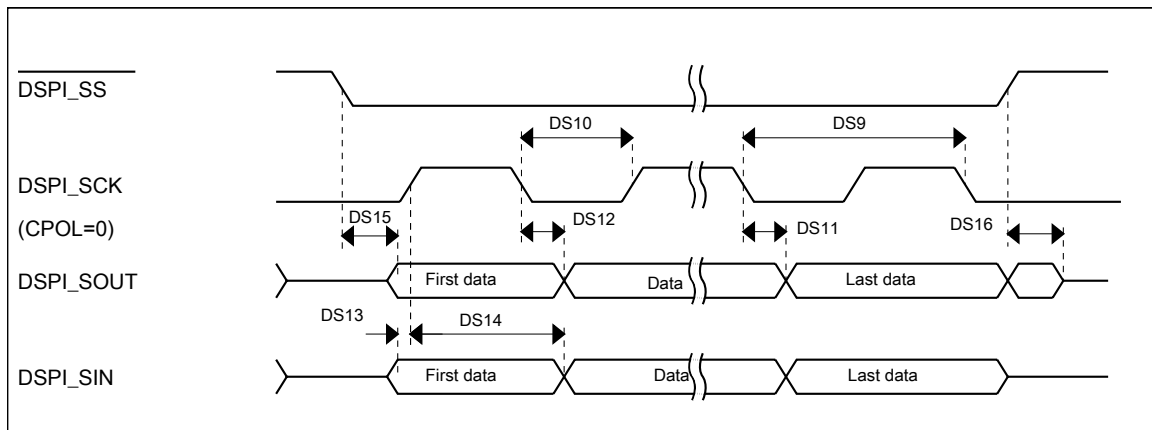 DSPI_SS
DS10
DS9
DSPI_SCK
(CPOL=0)
DS15
DS12
DS11
DS16
DSPI_SOUT
First data
Data
Last data
DS13
DS14
DSPI_SIN
First data
Data
Last data